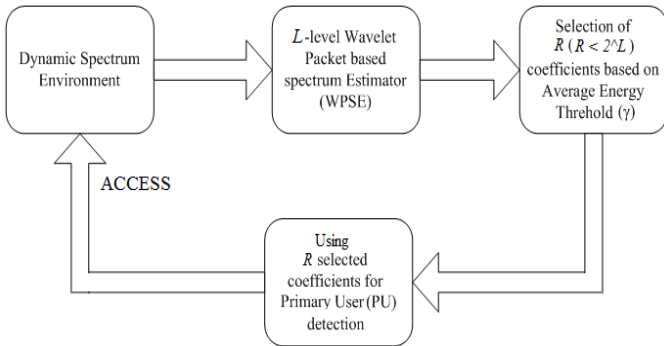 Dynamic Spectrum
Environment
L-level Wavelet
Packet based
spectrum Estimator
(WPSE)
Selection of
R ( R < 2^L )
coefficients based on
Average Energy
Threhold (γ)
ACCESS
Using
R selected
coefficients for
Primary User (PU)
detection